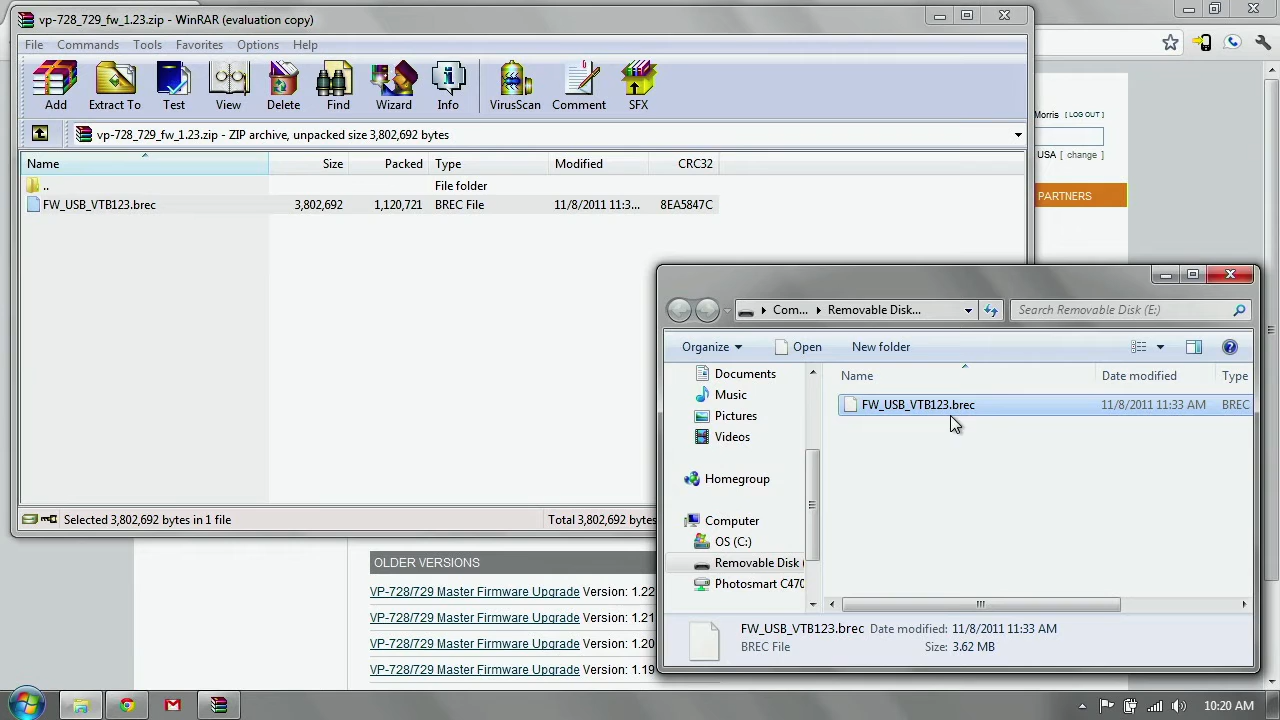 vp-728_729_fw_1.23.zip - WinRAR (evaluation copy)
File Commands Tools Favorites Options Help
Add Extract To Test View Delete Find Wizard Info VirusScan Comment SFX
vp-728_729_fw_1.23.zip - ZIP archive, unpacked size 3,802,692 bytes
Name Size Packed Type Modified CRC32
.. File folder
FW_USB_VTB123.brec 3,802,692 BREC File 11/8/2011 11:3... 8EA5847C
Selected 3,802,692 bytes in 1 file
Total 3,802,692 bytes
Morris [ LOG OUT ]
USA [ change ]
PARTNERS
Com... Removable Disk...
Search Removable Disk (E:)
Organize Open New folder
Documents
Music
Pictures
Videos
Homegroup
Computer
OS (C:)
Removable Disk (
Photosmart C470
Name Date modified Type
FW_USB_VTB123.brec 11/8/2011 11:33 AM BREC
FW_USB_VTB123.brec Date modified: 11/8/2011 11:33 AM
BREC File Size: 3.62 MB
OLDER VERSIONS
VP-728/729 Master Firmware Upgrade Version: 1.22
VP-728/729 Master Firmware Upgrade Version: 1.21
VP-728/729 Master Firmware Upgrade Version: 1.20
VP-728/729 Master Firmware Upgrade Version: 1.19
10:20 AM